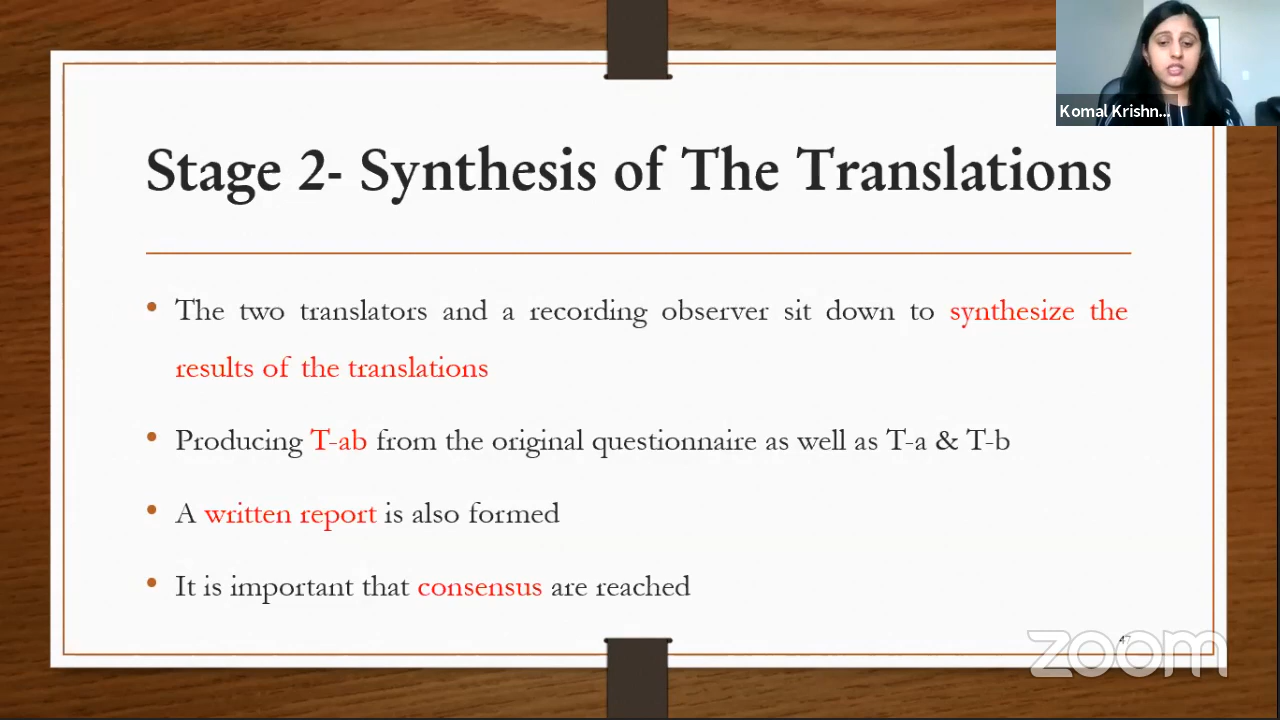 Komal Krishn...
Stage 2- Synthesis of The Translations
• The two translators and a recording observer sit down to synthesize the
results of the translations
• Producing T-ab from the original questionnaire as well as T-a & T-b
• A written report is also formed
• It is important that consensus are reached
47
zoom